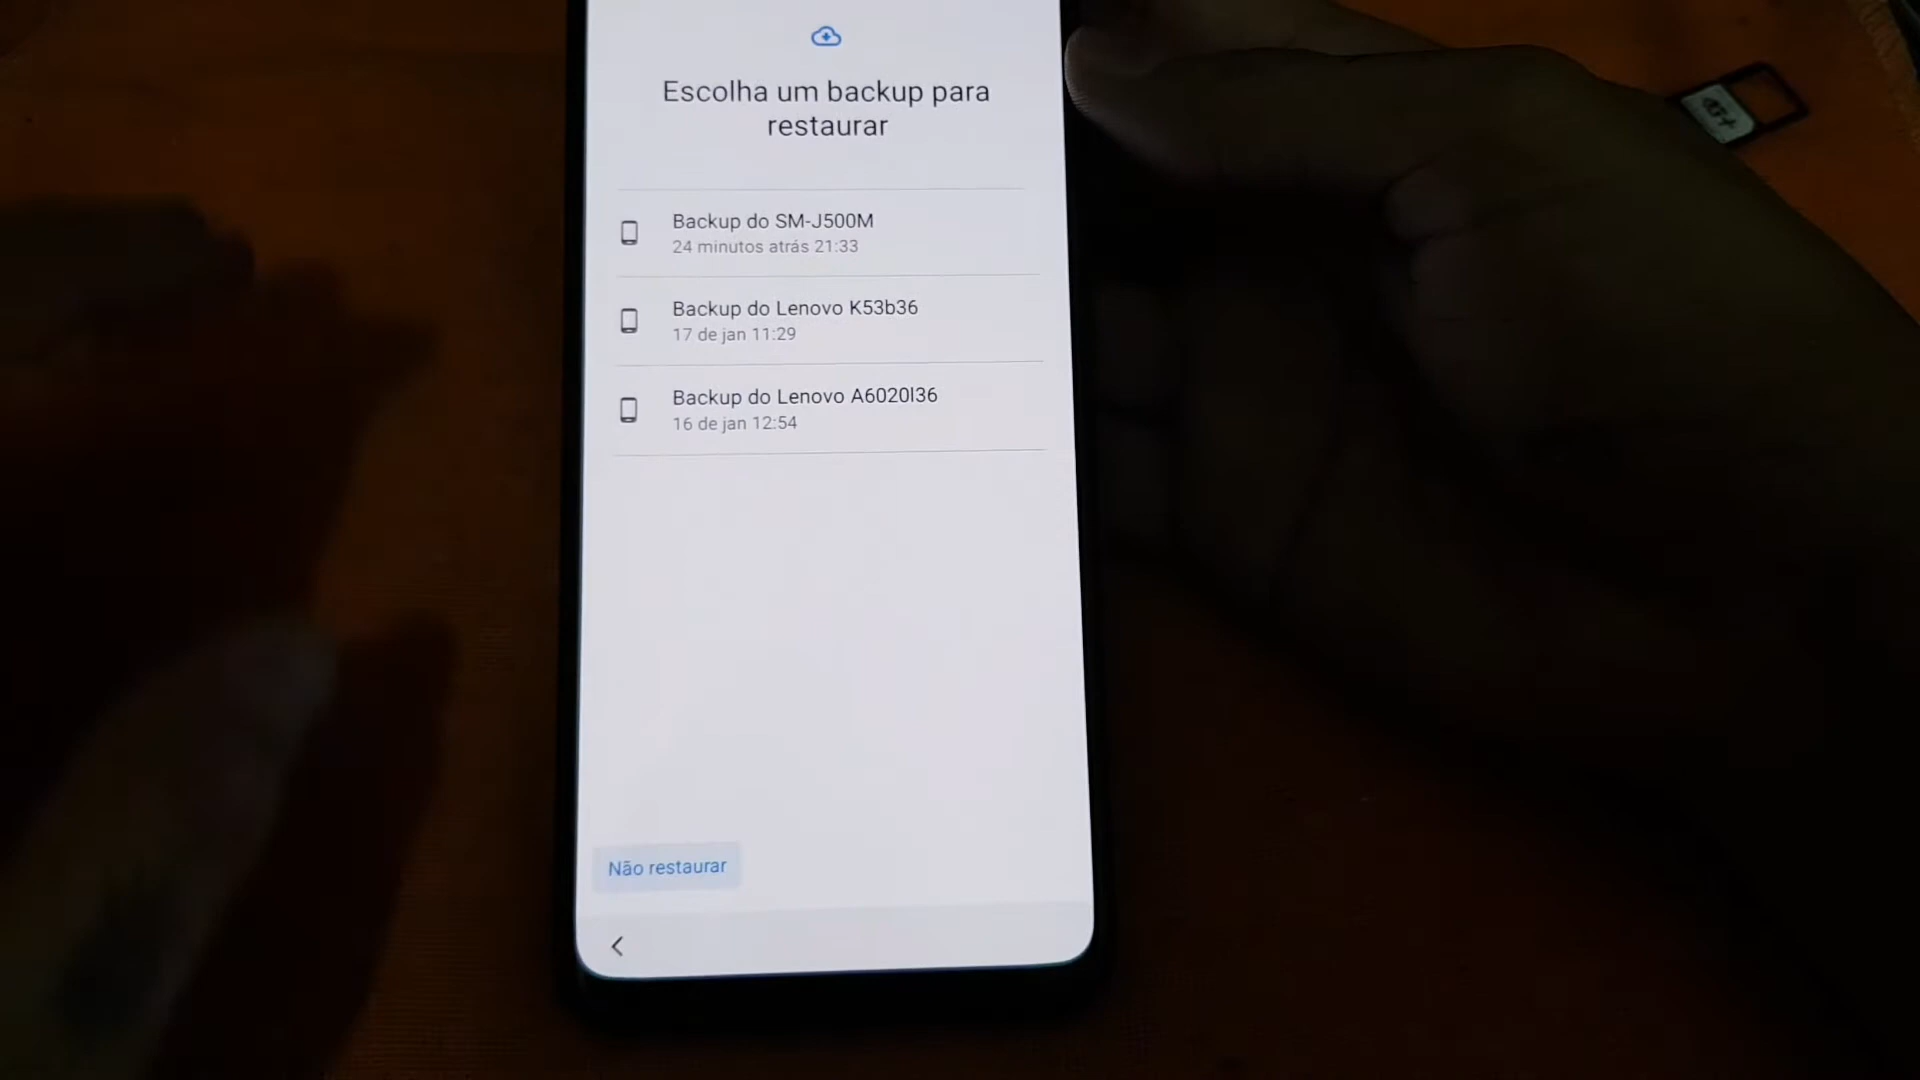 Escolha um backup para
restaurar
Backup do SM-J500M
24 minutos atrás 21:33
Backup do Lenovo K53b36
17 de jan 11:29
Backup do Lenovo A6020l36
16 de jan 12:54
Não restaurar
4G+